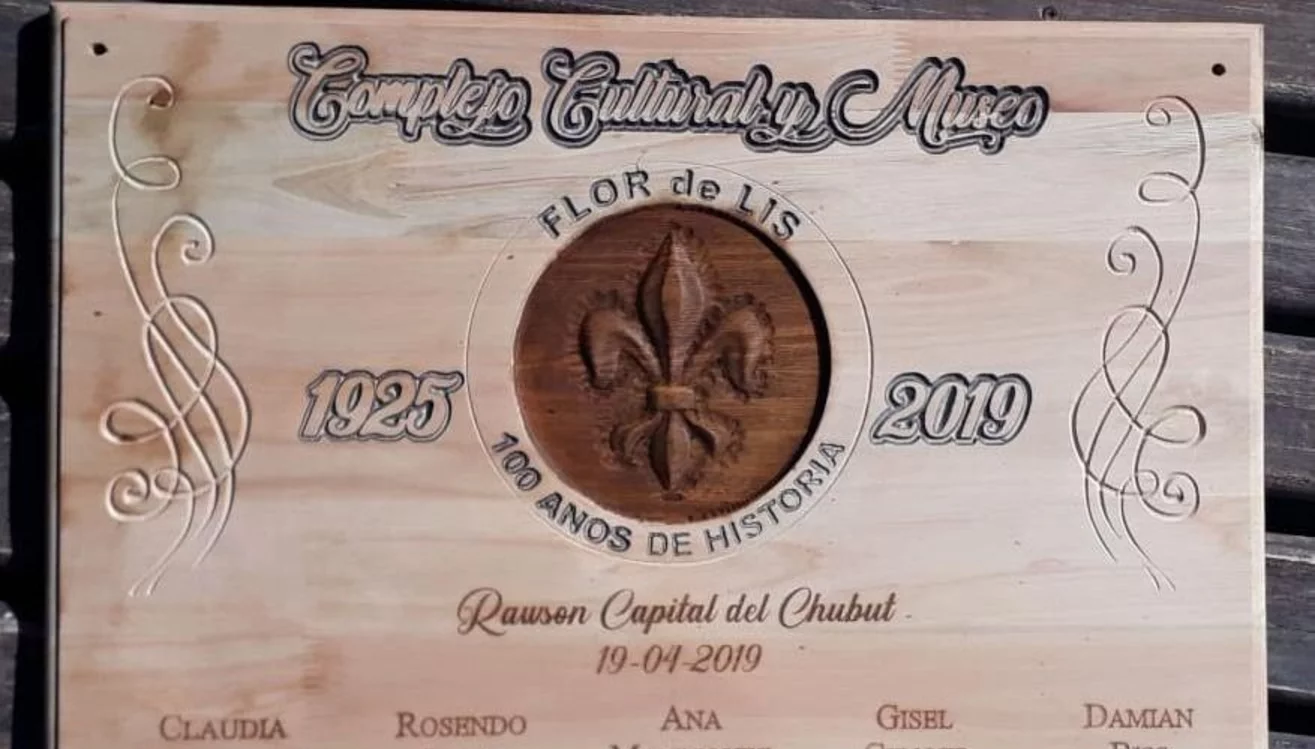 Complejo Cultural y Museo
FLOR de LIS
1925
2019
100 ANOS DE HISTORIA
Rawson Capital del Chubut
19-04-2019
CLAUDIA ROSENDO ANA GISEL DAMIAN